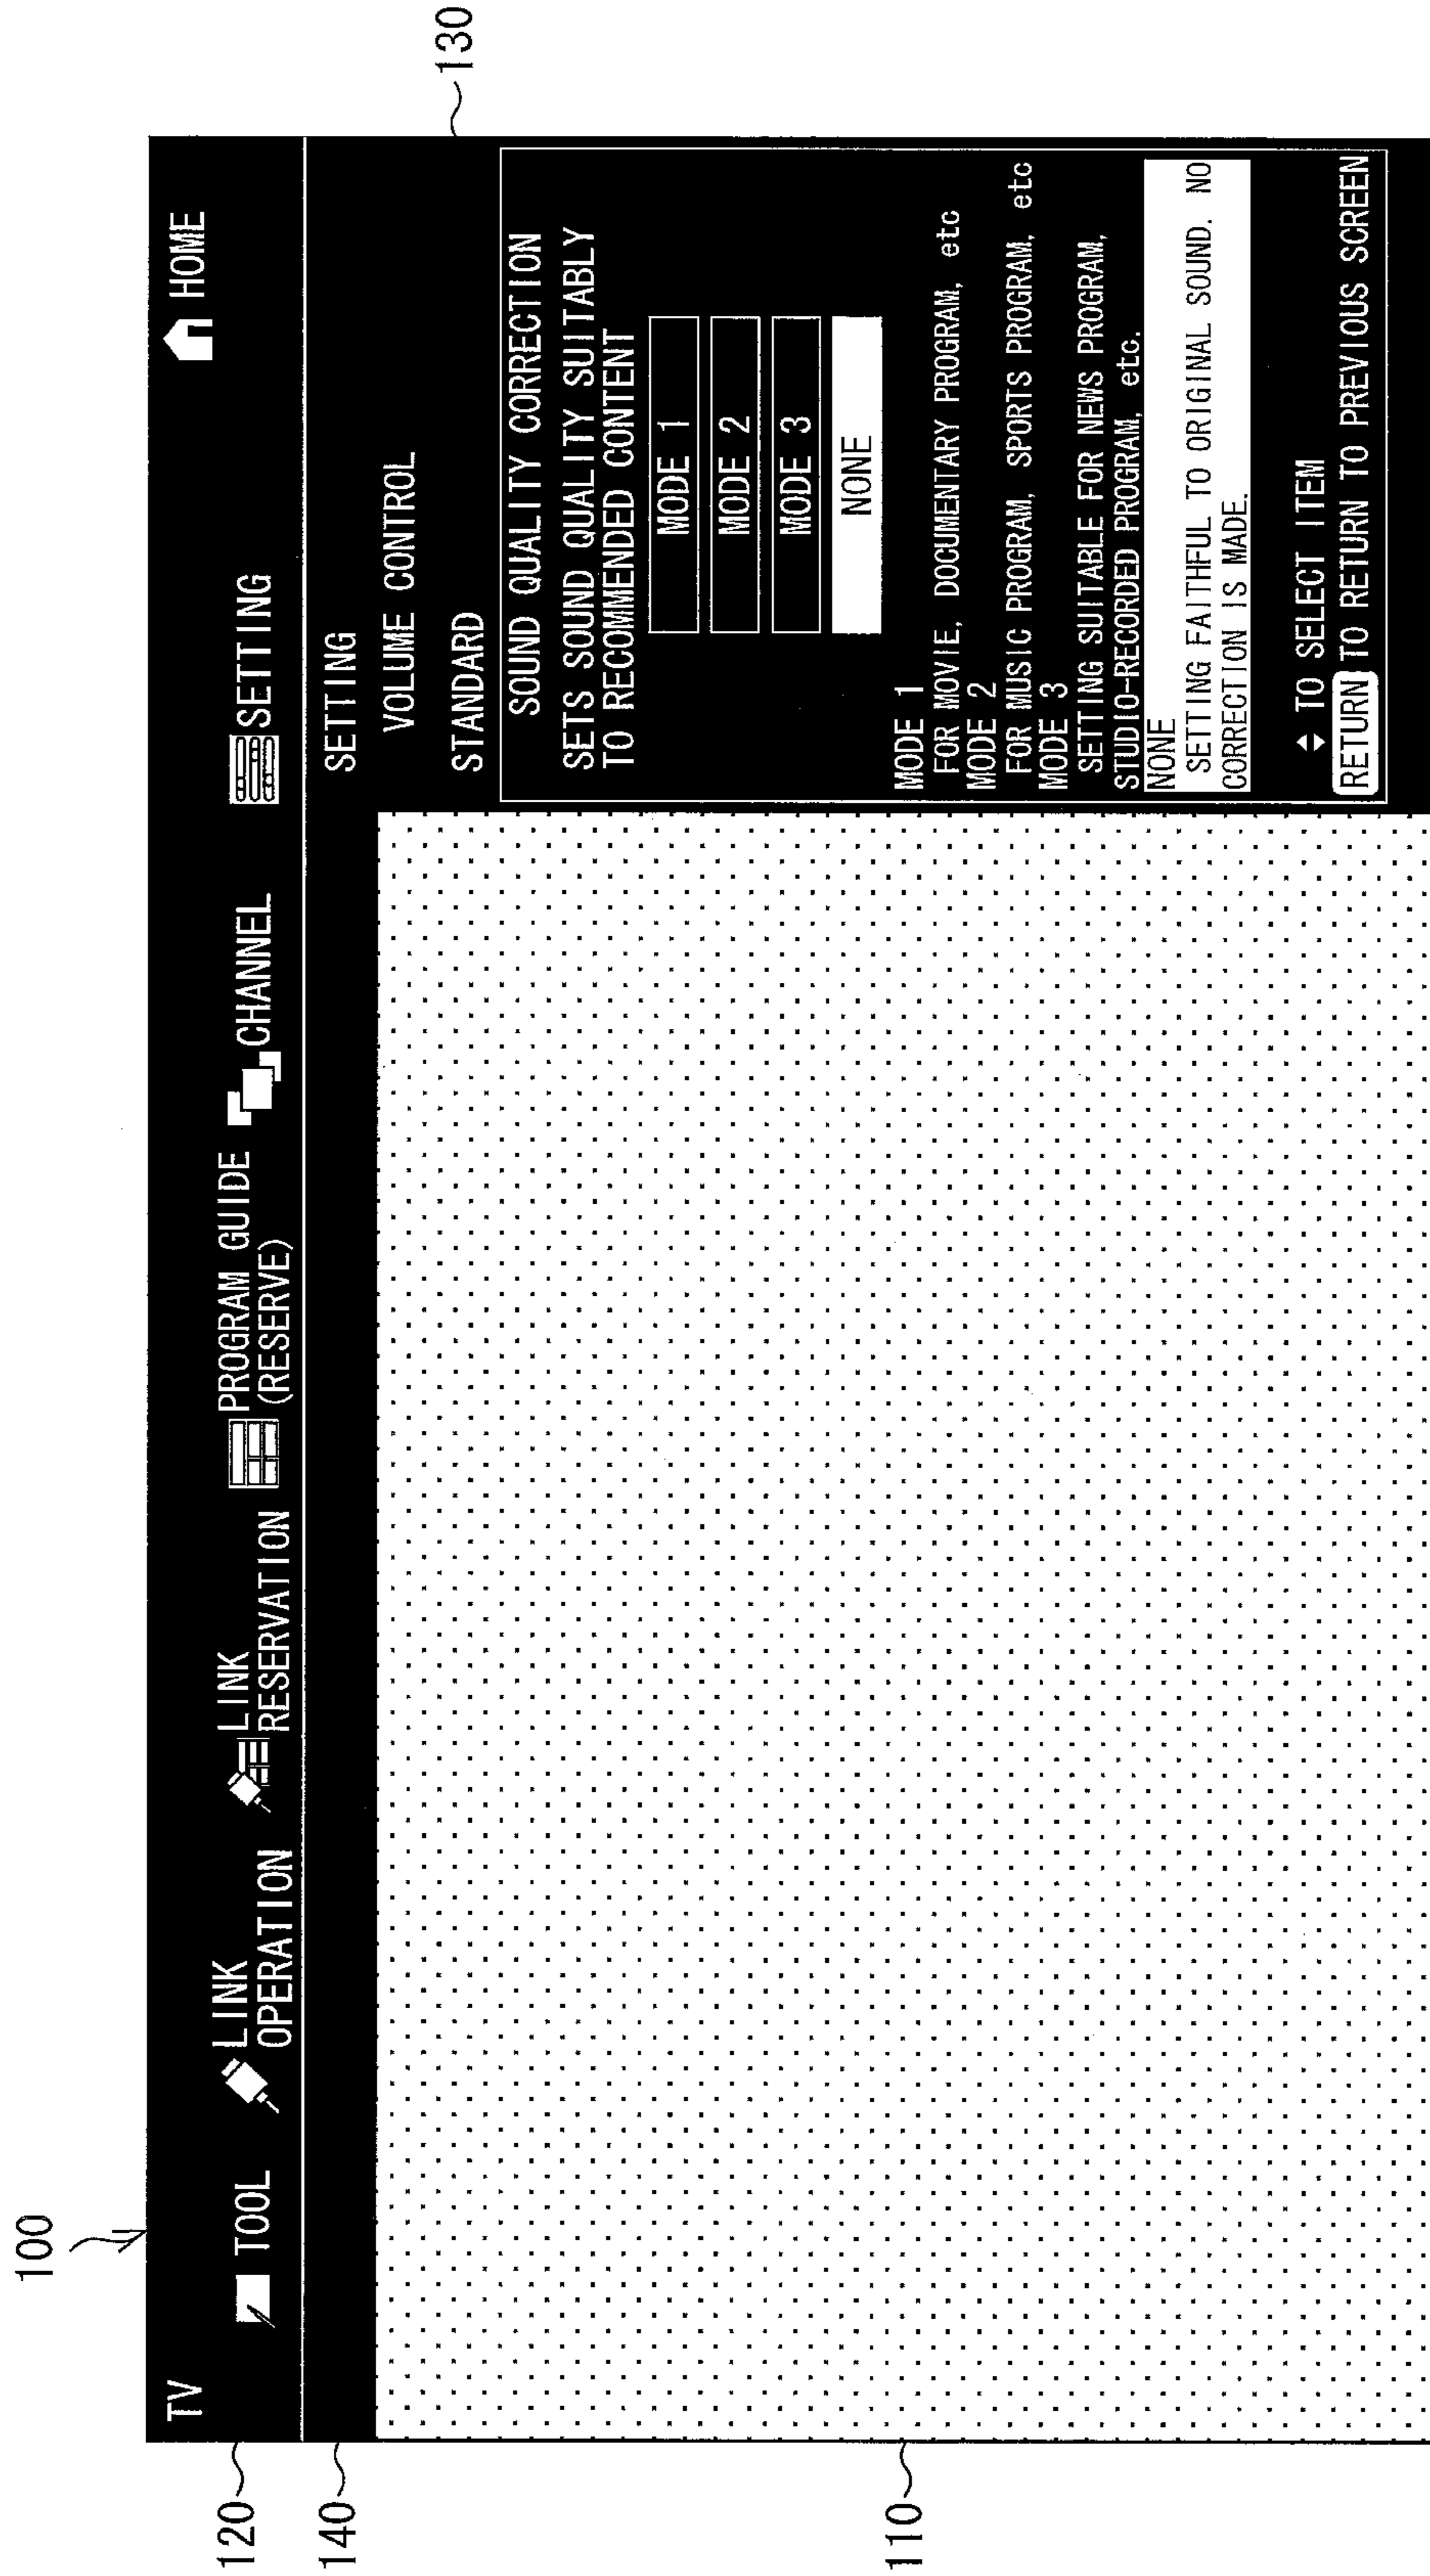 100
TV
HOME
120
TOOL
LINK
OPERATION
LINK
RESERVATION
PROGRAM GUIDE
(RESERVE)
CHANNEL
SETTING
140
SETTING
VOLUME CONTROL
STANDARD
130
SOUND QUALITY CORRECTION
SETS SOUND QUALITY SUITABLY
TO RECOMMENDED CONTENT
MODE 1
MODE 2
MODE 3
NONE
110
MODE 1
FOR MOVIE, DOCUMENTARY PROGRAM, etc
MODE 2
FOR MUSIC PROGRAM, SPORTS PROGRAM, etc
MODE 3
SETTING SUITABLE FOR NEWS PROGRAM,
STUDIO-RECORDED PROGRAM, etc.
NONE
SETTING FAITHFUL TO ORIGINAL SOUND. NO
CORRECTION IS MADE.
TO SELECT ITEM
RETURN TO RETURN TO PREVIOUS SCREEN